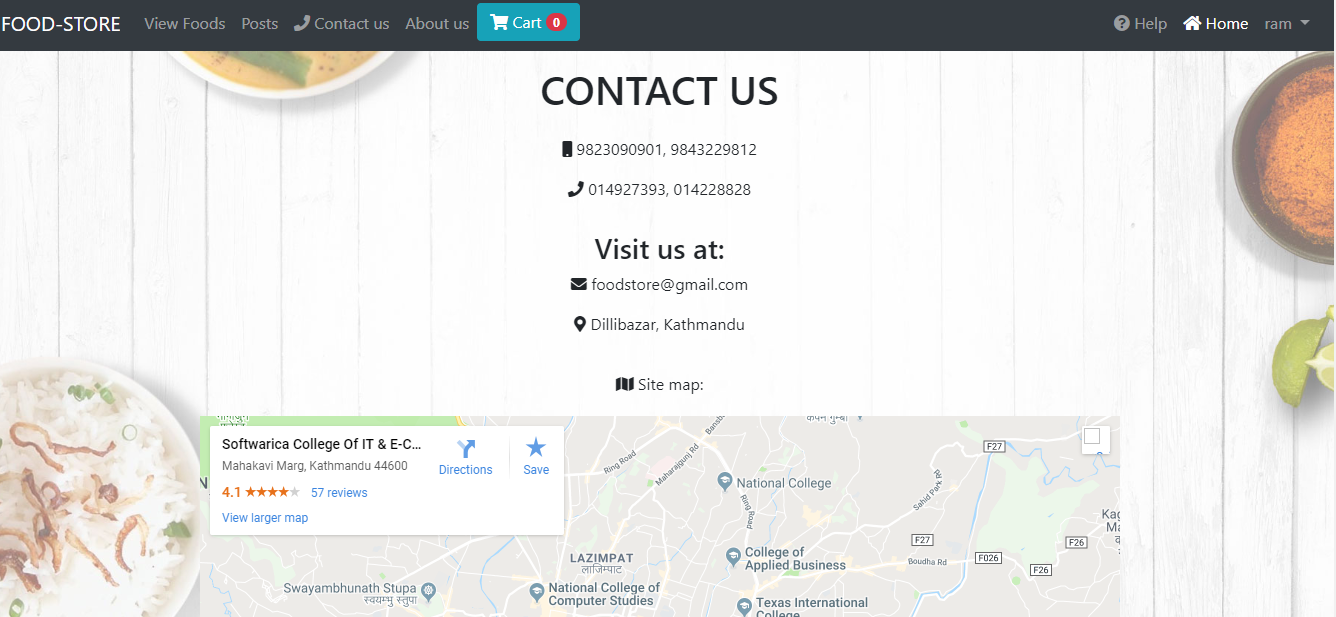 FOOD-STORE View Foods Posts Contact us About us Cart 0 Help Home ram
CONTACT US
9823090901, 9843229812
014927393, 014228828
Visit us at:
foodstore@gmail.com
Dillibazar, Kathmandu
Site map:
Softwarica College Of IT & E-C...
Mahakavi Marg, Kathmandu 44600
4.1 57 reviews
View larger map
Directions
Save
Ring Road
Maharajgunj Rd
National College
Ring Road
Sahid Park Rd
F27
F27
F026
F26
F26
Boudha Rd
LAZIMPAT
लाजिम्पाट
College of
Applied Business
Swayambhunath Stupa
स्वयम्भु स्तुपा
National College of
Computer Studies
Texas International
College